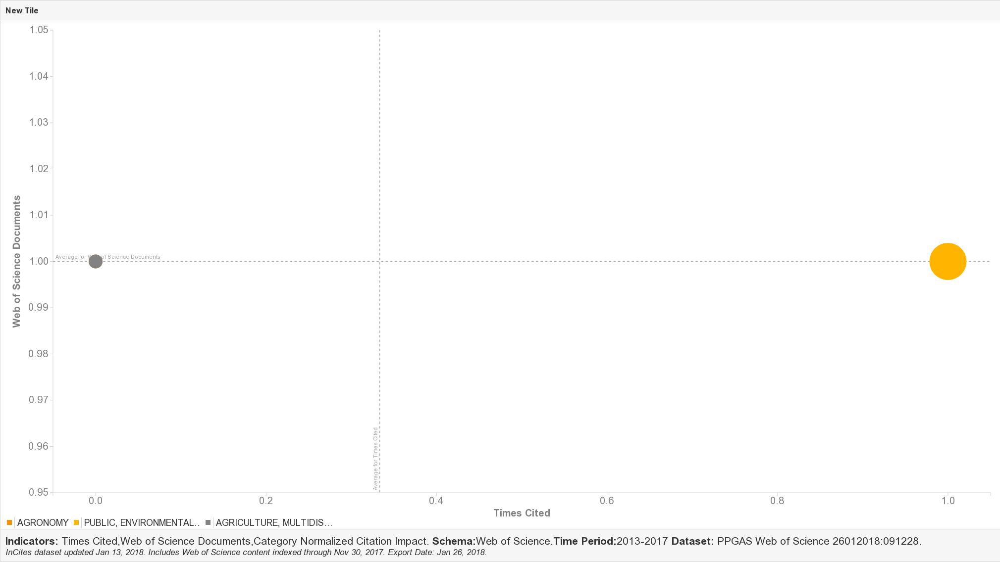 New Tile
1.05
1.04
1.03
1.02
1.01
1.00
0.99
0.98
0.97
0.96
0.95
Web of Science Documents
Average for W of Science Documents
Average for Times Cited
0.0 0.2 0.4 0.6 0.8 1.0
Times Cited
AGRONOMY PUBLIC, ENVIRONMENTAL.. AGRICULTURE, MULTIDIS...
Indicators: Times Cited,Web of Science Documents,Category Normalized Citation Impact. Schema:Web of Science.Time Period:2013-2017 Dataset: PPGAS Web of Science 26012018:091228.
InCites dataset updated Jan 13, 2018. Includes Web of Science content indexed through Nov 30, 2017. Export Date: Jan 26, 2018.